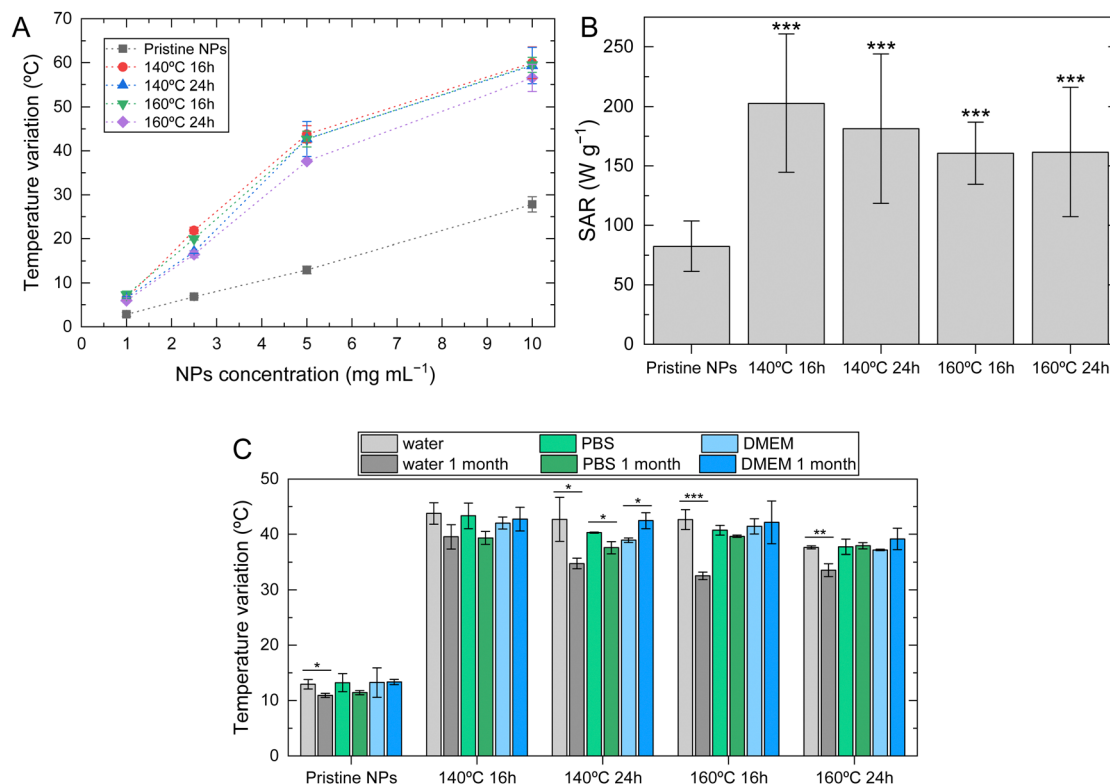 A
Temperature variation (ºC)
70
60
50
40
30
20
10
0
Pristine NPs
140ºC 16h
140ºC 24h
160ºC 16h
160ºC 24h
0 1 2 3 4 5 6 7 8 9 10
NPs concentration (mg mL⁻¹)
B
SAR (W g⁻¹)
250
200
150
100
50
0
*** *** *** ***
Pristine NPs 140ºC 16h 140ºC 24h 160ºC 16h 160ºC 24h
C
water PBS DMEM
water 1 month PBS 1 month DMEM 1 month
Temperature variation (ºC)
50
40
30
20
10
0
* * * * *** **
Pristine NPs 140ºC 16h 140ºC 24h 160ºC 16h 160ºC 24h